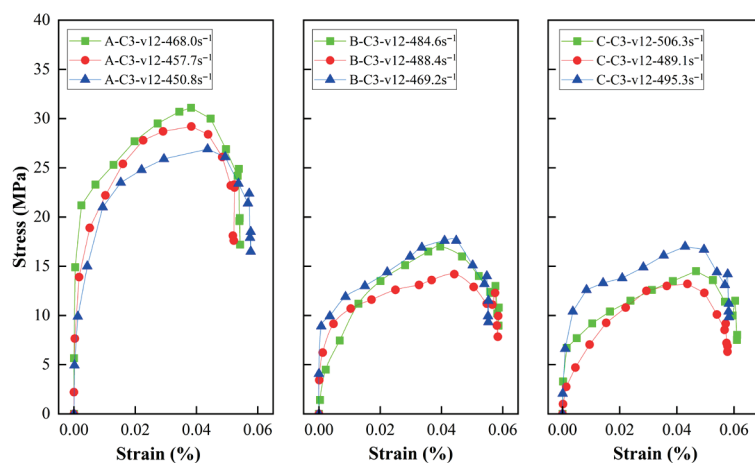 40
35
30
25
20
15
10
5
0
Stress (MPa)
A-C3-v12-468.0s⁻¹
A-C3-v12-457.7s⁻¹
A-C3-v12-450.8s⁻¹
0.00 0.02 0.04 0.06
Strain (%)
B-C3-v12-484.6s⁻¹
B-C3-v12-488.4s⁻¹
B-C3-v12-469.2s⁻¹
0.00 0.02 0.04 0.06
Strain (%)
C-C3-v12-506.3s⁻¹
C-C3-v12-489.1s⁻¹
C-C3-v12-495.3s⁻¹
0.00 0.02 0.04 0.06
Strain (%)